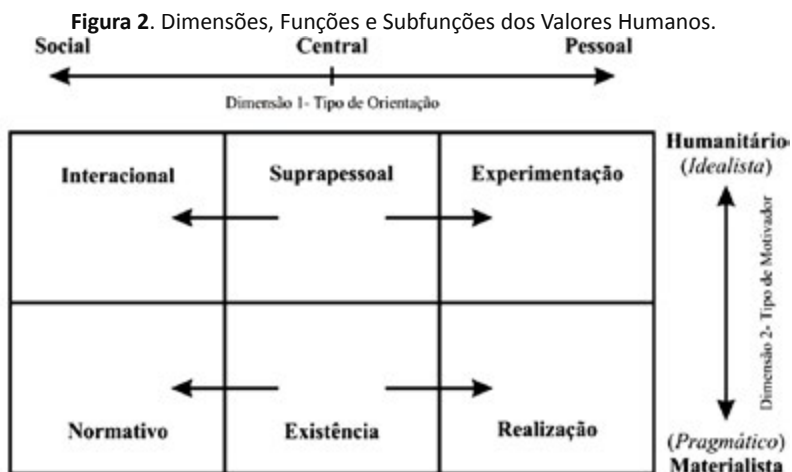 Figura 2. Dimensões, Funções e Subfunções dos Valores Humanos.
Social Central Pessoal
Dimensão 1- Tipo de Orientação
Interacional Suprapessoal Experimentação
Humanitário
(Idealista)
Dimensão 2- Tipo de Motivador
Normativo Existência Realização
(Pragmático)
Materialista